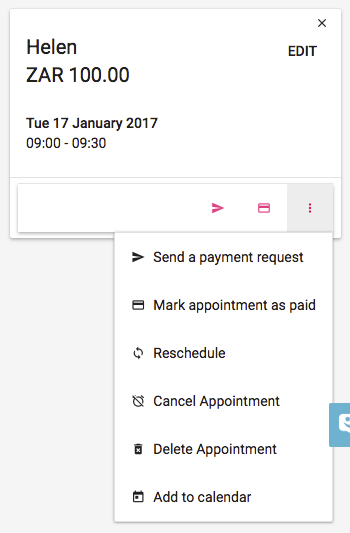 Helen
EDIT
ZAR 100.00
Tue 17 January 2017
09:00 - 09:30
Send a payment request
Mark appointment as paid
Reschedule
Cancel Appointment
Delete Appointment
Add to calendar